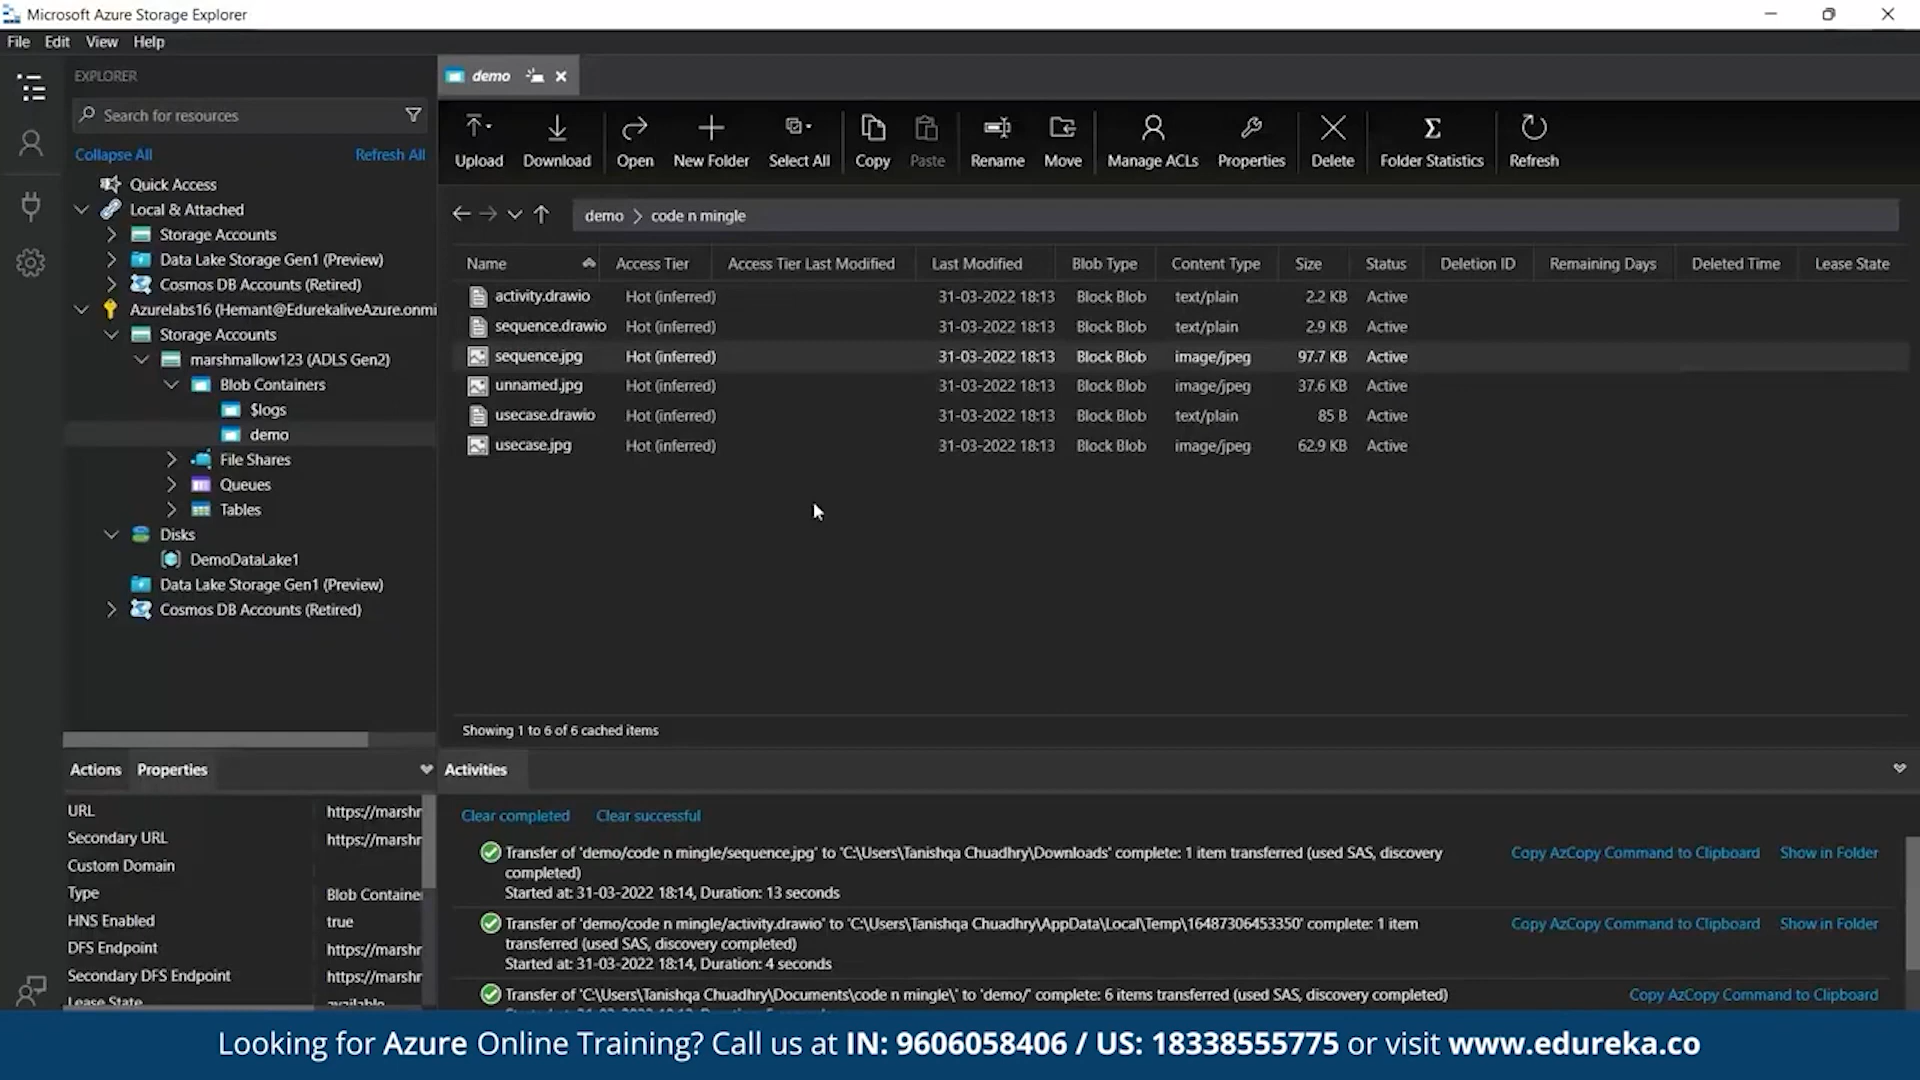 Microsoft Azure Storage Explorer
File Edit View Help
EXPLORER
Search for resources
Collapse All Refresh All
Quick Access
Local & Attached
Storage Accounts
Data Lake Storage Gen1 (Preview)
Cosmos DB Accounts (Retired)
Azurelabs16 (Hemant@EdurekaliveAzure.onmi
Storage Accounts
marshmallow123 (ADLS Gen2)
Blob Containers
$logs
demo
File Shares
Queues
Tables
Disks
DemoDataLake1
Data Lake Storage Gen1 (Preview)
Cosmos DB Accounts (Retired)
demo
Upload Download Open New Folder Select All Copy Paste Rename Move Manage ACLs Properties Delete Folder Statistics Refresh
demo > code n mingle
Name Access Tier Access Tier Last Modified Last Modified Blob Type Content Type Size Status Deletion ID Remaining Days Deleted Time Lease State
activity.drawio Hot (inferred) 31-03-2022 18:13 Block Blob text/plain 2.2 KB Active
sequence.drawio Hot (inferred) 31-03-2022 18:13 Block Blob text/plain 2.9 KB Active
sequence.jpg Hot (inferred) 31-03-2022 18:13 Block Blob image/jpeg 97.7 KB Active
unnamed.jpg Hot (inferred) 31-03-2022 18:13 Block Blob image/jpeg 37.6 KB Active
usecase.drawio Hot (inferred) 31-03-2022 18:13 Block Blob text/plain 85 B Active
usecase.jpg Hot (inferred) 31-03-2022 18:13 Block Blob image/jpeg 62.9 KB Active
Showing 1 to 6 of 6 cached items
Actions Properties
URL https://marshr
Secondary URL https://marshr
Custom Domain
Type Blob Containe
HNS Enabled true
DFS Endpoint https://marshr
Secondary DFS Endpoint https://marshr
Lease State available
Activities
Clear completed Clear successful
Transfer of 'demo/code n mingle/sequence.jpg' to 'C:\Users\Tanishqa Chuadhry\Downloads' complete: 1 item transferred (used SAS, discovery
completed)
Started at: 31-03-2022 18:14, Duration: 13 seconds
Copy AzCopy Command to Clipboard Show in Folder
Transfer of 'demo/code n mingle/activity.drawio' to 'C:\Users\Tanishqa Chuadhry\AppData\Local\Temp\16487306453350' complete: 1 item
transferred (used SAS, discovery completed)
Started at: 31-03-2022 18:14, Duration: 4 seconds
Copy AzCopy Command to Clipboard Show in Folder
Transfer of 'C:\Users\Tanishqa Chuadhry\Documents\code n mingle\' to 'demo/' complete: 6 items transferred (used SAS, discovery completed)
Copy AzCopy Command to Clipboard
Looking for Azure Online Training? Call us at IN: 9606058406 / US: 18338555775 or visit www.edureka.co